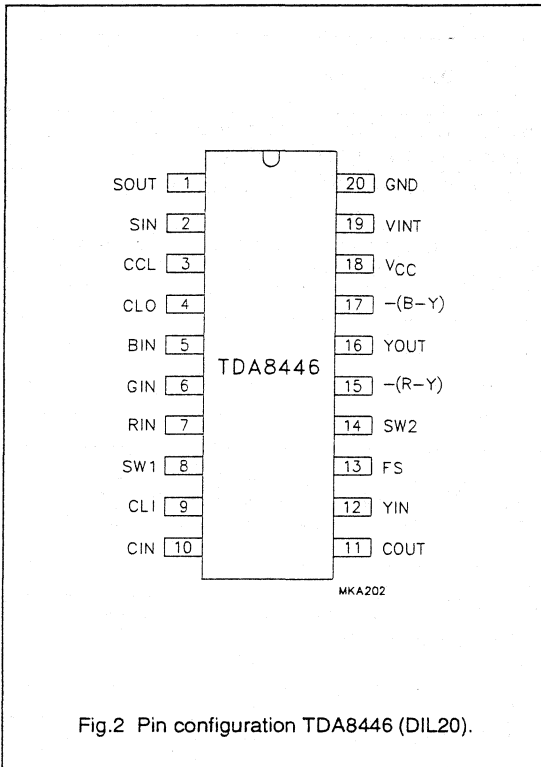 SOUT 1 20 GND
SIN 2 19 VINT
CCL 3 18 VCC
CLO 4 17 -(B-Y)
BIN 5 16 YOUT
TDA8446
GIN 6 15 -(R-Y)
RIN 7 14 SW2
SW1 8 13 FS
CLI 9 12 YIN
CIN 10 11 COUT
MKA202
Fig.2 Pin configuration TDA8446 (DIL20).